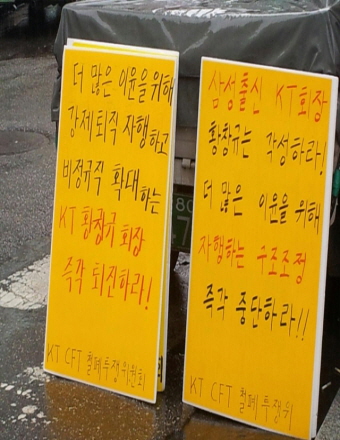 더 많은 이윤을 위해
강제퇴직 자행하고
비정규직 확대하는
KT 황창규 회장
즉각 퇴진하라!
KT CFT 철폐투쟁위원회
삼성출신 KT회장
황창규는 각성하라!
더 많은 이윤을 위해
자행하는 구조조정
즉각 중단하라!!
KT CFT 철폐투쟁위